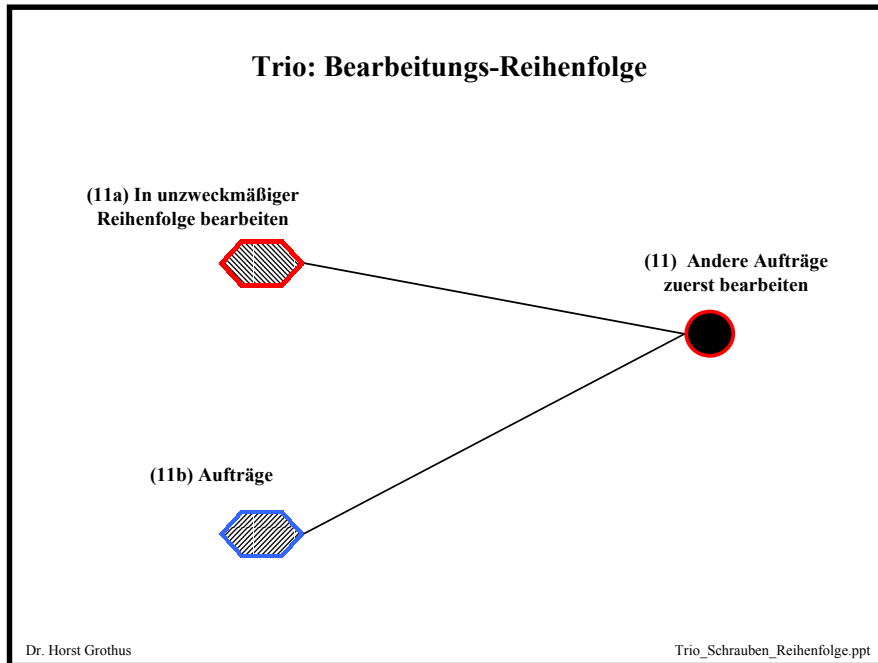 Trio: Bearbeitungs-Reihenfolge
(11a) In unzweckmäßiger
Reihenfolge bearbeiten
(11) Andere Aufträge
zuerst bearbeiten
(11b) Aufträge
Dr. Horst Grothus
Trio_Schrauben_Reihenfolge.ppt